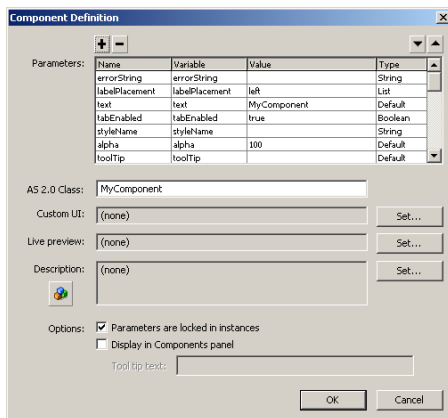 Component Definition
Parameters:
Name Variable Value Type
errorString errorString String
labelPlacement labelPlacement left List
text text MyComponent Default
tabEnabled tabEnabled true Boolean
styleName styleName String
alpha alpha 100 Default
toolTip toolTip Default
AS 2.0 Class: MyComponent
Custom UI: (none) Set...
Live preview: (none) Set...
Description: (none) Set...
Options: Parameters are locked in instances
Display in Components panel
Tool tip text:
OK Cancel